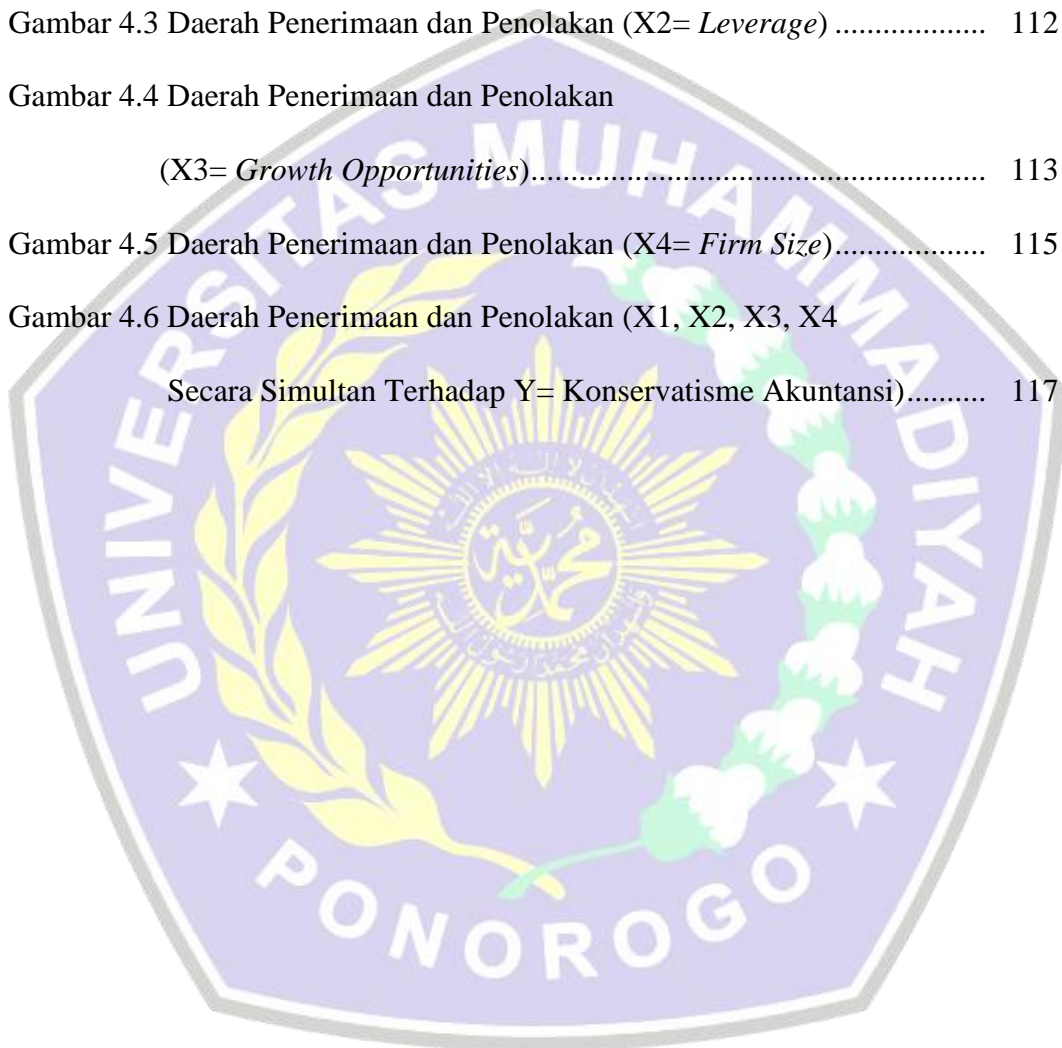 Gambar 4.3 Daerah Penerimaan dan Penolakan (X2= Leverage) ................... 112
Gambar 4.4 Daerah Penerimaan dan Penolakan
(X3= Growth Opportunities)......................................................... 113
Gambar 4.5 Daerah Penerimaan dan Penolakan (X4= Firm Size)................... 115
Gambar 4.6 Daerah Penerimaan dan Penolakan (X1, X2, X3, X4
Secara Simultan Terhadap Y= Konservatisme Akuntansi).......... 117
UNIVERSITAS MUHAMMADIYAH
PONOROGO
محمدية